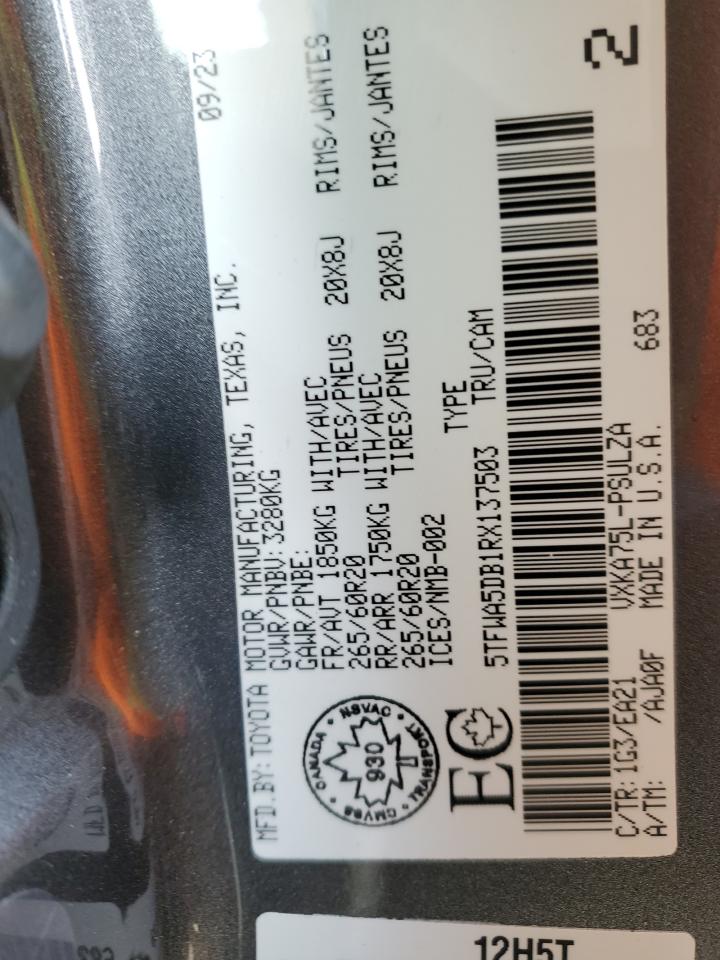 MFD.BY:TOYOTA MOTOR MANUFACTURING, TEXAS, INC. 09/23
GVWR/PNBV:3280KG
GAWR/PNBE:
FR/AVT 1850KG WITH/AVEC
265/60R20 TIRES/PNEUS 20X8J RIMS/JANTES
RR/ARR 1750KG WITH/AVEC
265/60R20 TIRES/PNEUS 20X8J RIMS/JANTES
ICES/NMB-002
TYPE
5TFWA5DB1RX137503 TRU/CAM
CANADA • NSVAC • TRANSPORT • CMVSS •
930
EC
2
C/TR:1G3/EA21 VXKA75L-PSULZA 683
A/TM: /AJA0F MADE IN U.S.A.
12H5T